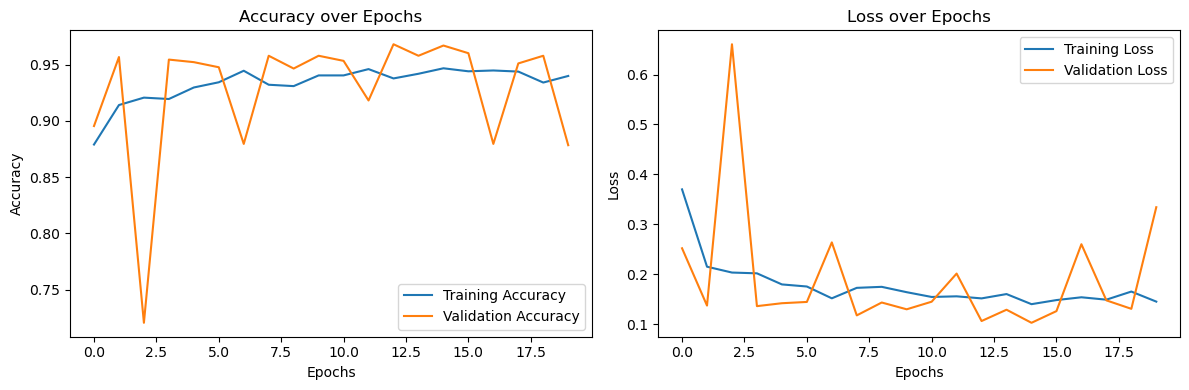 Accuracy over Epochs
Accuracy
0.95
0.90
0.85
0.80
0.75
0.0 2.5 5.0 7.5 10.0 12.5 15.0 17.5
Epochs
Training Accuracy
Validation Accuracy
Loss over Epochs
Loss
0.6
0.5
0.4
0.3
0.2
0.1
0.0 2.5 5.0 7.5 10.0 12.5 15.0 17.5
Epochs
Training Loss
Validation Loss